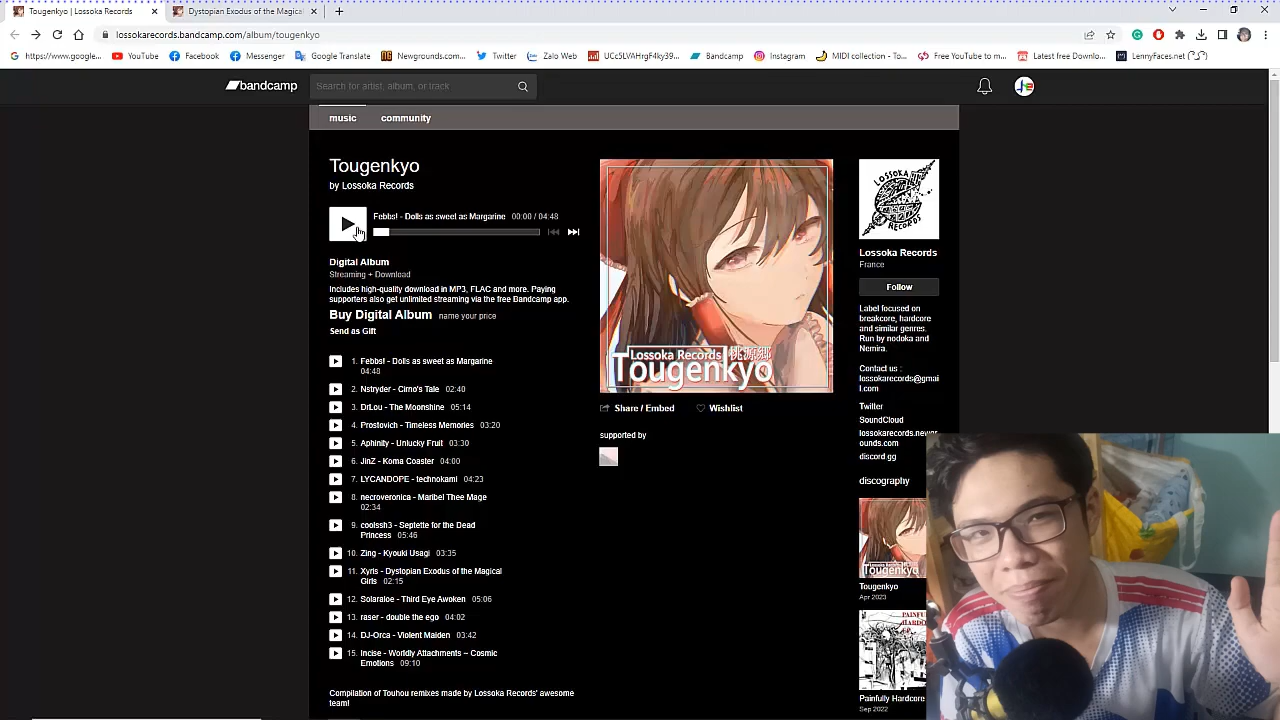 Tougenkyo | Lossoka Records
Dystopian Exodus of the Magical
lossokarecords.bandcamp.com/album/tougenkyo
https://www.google...
YouTube
Facebook
Messenger
Google Translate
Newgrounds.com...
Twitter
Zalo Web
UCc5LVAHrgF4ky39...
Bandcamp
Instagram
MIDI collection - To...
Free YouTube to m...
Latest free Downlo...
bandcamp
Search for artist, album, or track
music
community
Tougenkyo
by Lossoka Records
Febbs! - Dolls as sweet as Margarine 00:00 / 04:48
Digital Album
Streaming + Download
Includes high-quality download in MP3, FLAC and more. Paying
supporters also get unlimited streaming via the free Bandcamp app.
Buy Digital Album name your price
Send as Gift
1. Febbs! - Dolls as sweet as Margarine
04:48
2. Nstryder - Cirno's Tale 02:40
3. DrLou - The Moonshine 05:14
4. Prostovich - Timeless Memories 03:20
5. Aphinity - Unlucky Fruit 03:30
6. JinZ - Koma Coaster 04:00
7. LYCANDOPE - technokami 04:23
8. necroveronica - Maribel Thee Mage
02:34
9. coolssh3 - Septette for the Dead
Princess 05:46
10. Zing - Kyouki Usagi 03:35
11. Xyris - Dystopian Exodus of the Magical
Girls 02:15
12. Solaraloe - Third Eye Awoken 05:06
13. raser - double the ego 04:02
14. DJ-Orca - Violent Maiden 03:42
15. Incise - Worldly Attachments ~ Cosmic
Emotions 09:10
Compilation of Touhou remixes made by Lossoka Records' awesome
team!
Lossoka Records 桃源郷
Tougenkyo
Share / Embed
Wishlist
supported by
LOSSOKA
RECORDS
Lossoka Records
France
Follow
Label focused on
breakcore, hardcore
and similar genres.
Run by nodoka and
Nemira.
Contact us :
lossokarecords@gmai
l.com
Twitter
SoundCloud
lossokarecords.newgr
ounds.com
discord.gg
discography
Tougenkyo
Tougenkyo
Apr 2023
Painfully Hardcore
Sep 2022